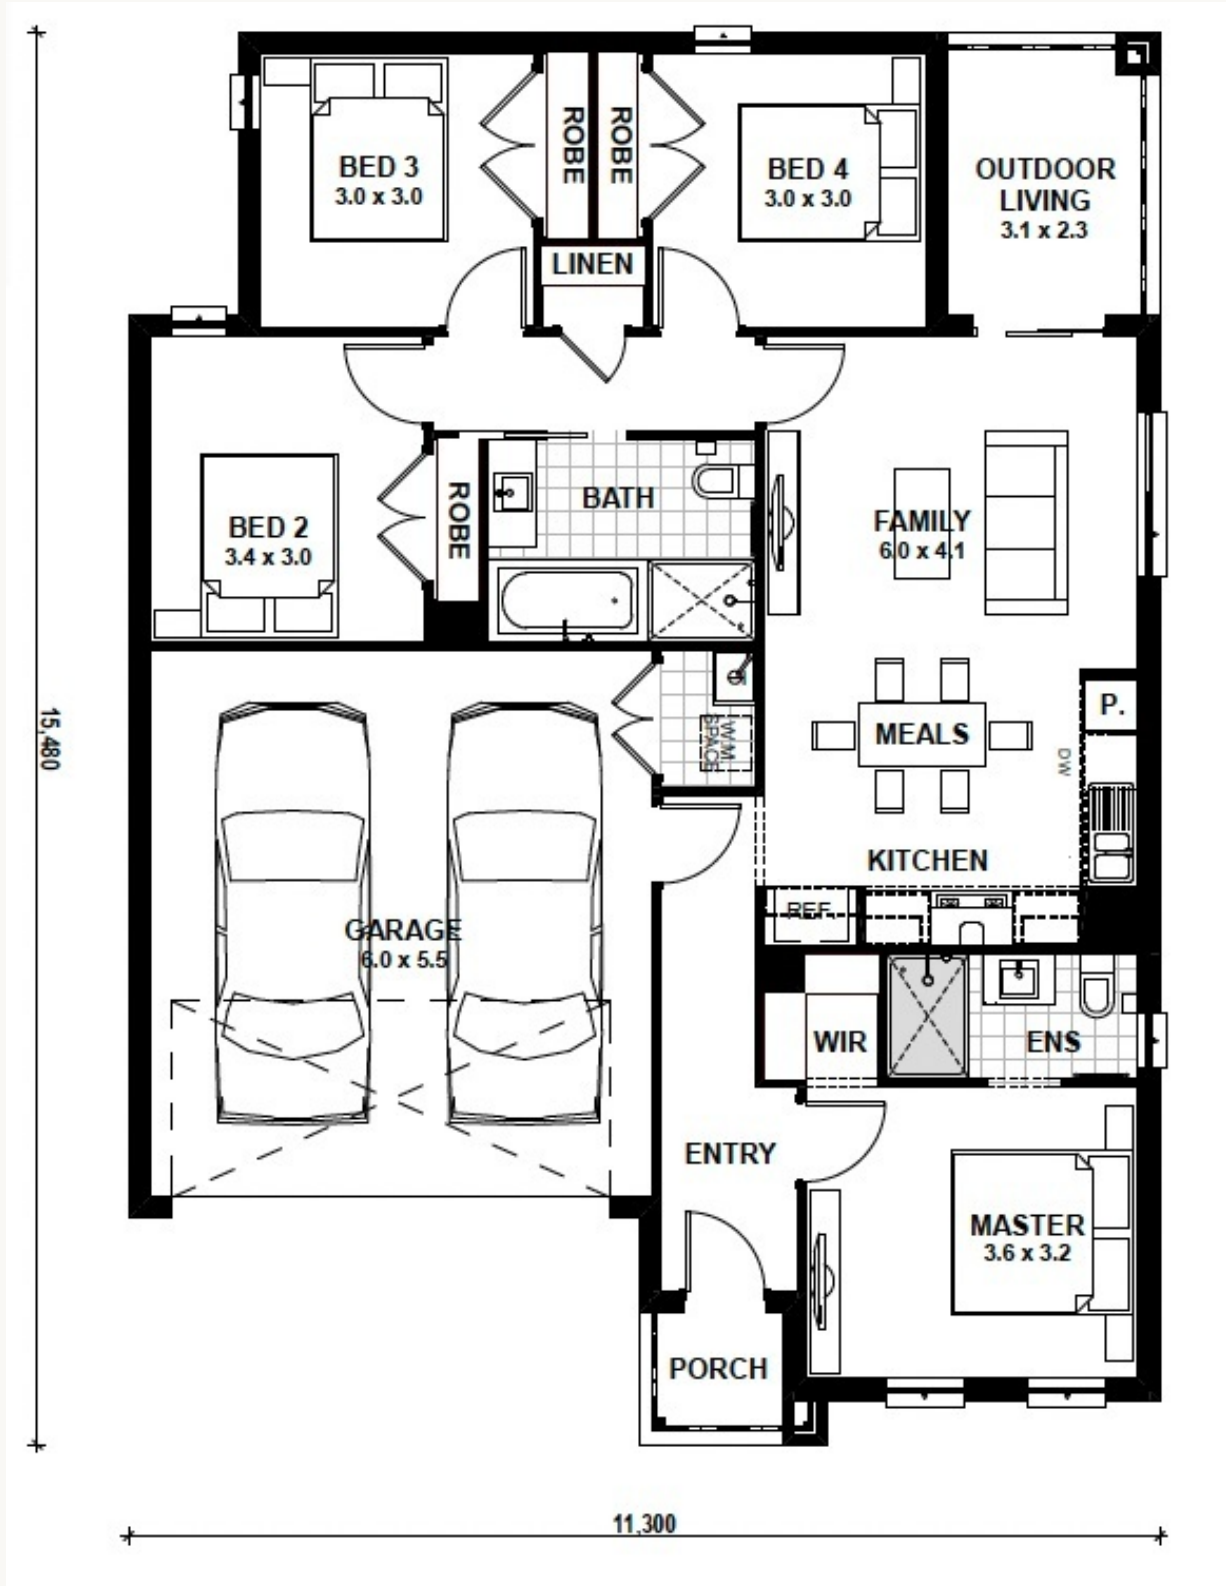 BED 3
3.0 x 3.0
ROBE
ROBE
BED 4
3.0 x 3.0
OUTDOOR
LIVING
3.1 x 2.3
LINEN
BED 2
3.4 x 3.0
ROBE
BATH
FAMILY
6.0 x 4.1
15,480
W.M.
SPACE
MEALS
P.
DW
KITCHEN
REF.
GARAGE
6.0 x 5.5
WIR
ENS
ENTRY
MASTER
3.6 x 3.2
PORCH
11,300